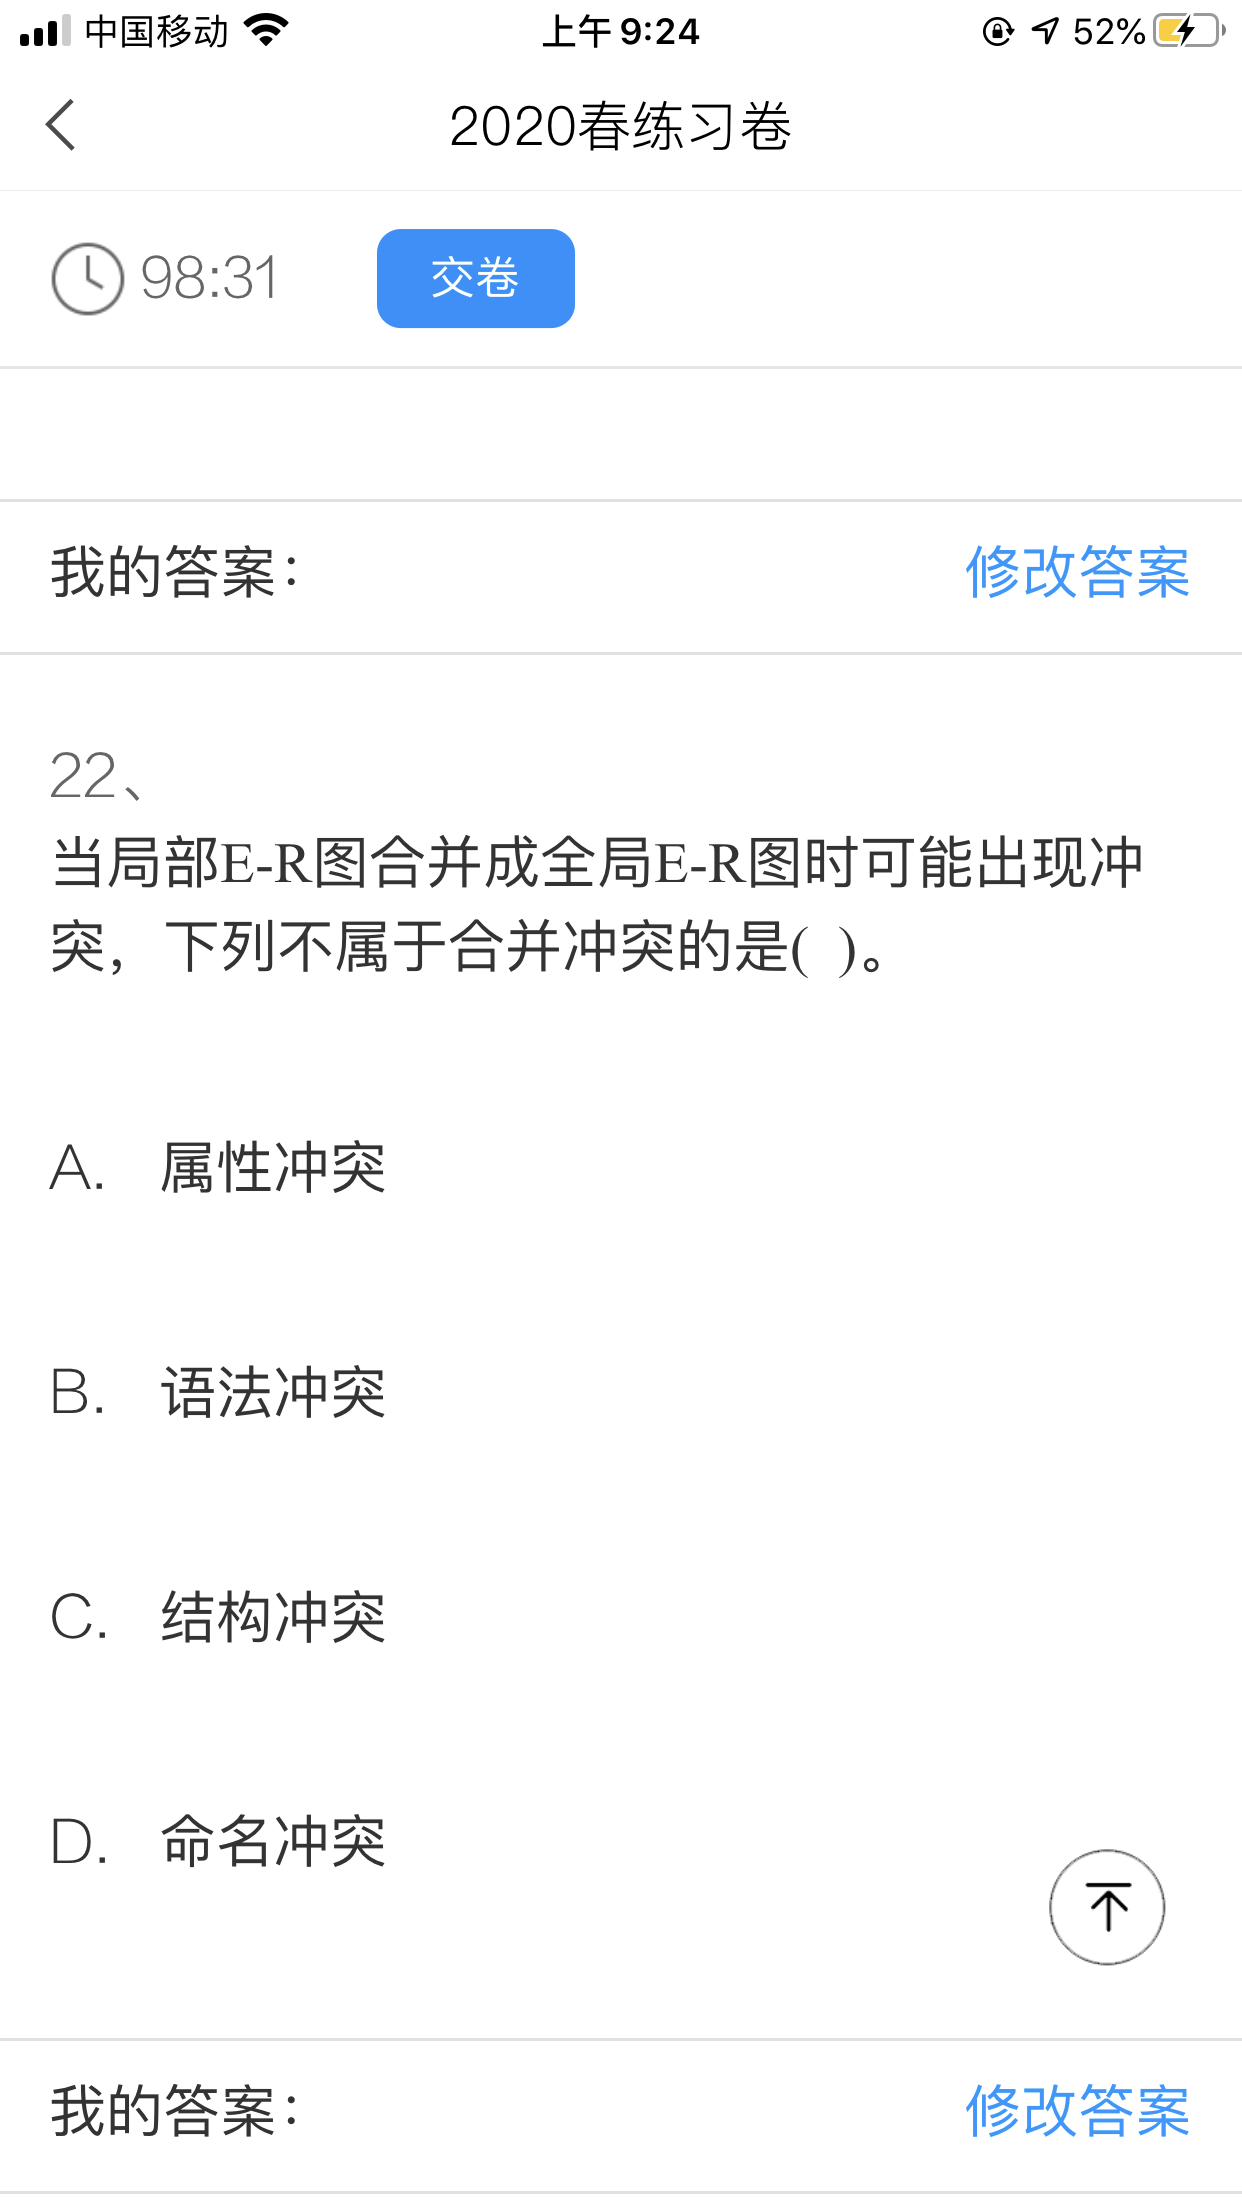 中国移动
上午 9:24
52%
2020春练习卷
98:31
交卷
我的答案：
修改答案
22、
当局部E-R图合并成全局E-R图时可能出现冲
突，下列不属于合并冲突的是( )。
A. 属性冲突
B. 语法冲突
C. 结构冲突
D. 命名冲突
我的答案：
修改答案